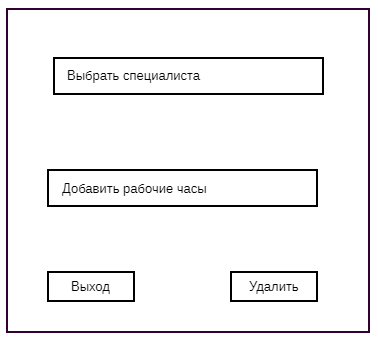 Выбрать специалиста
Добавить рабочие часы
Выход
Удалить